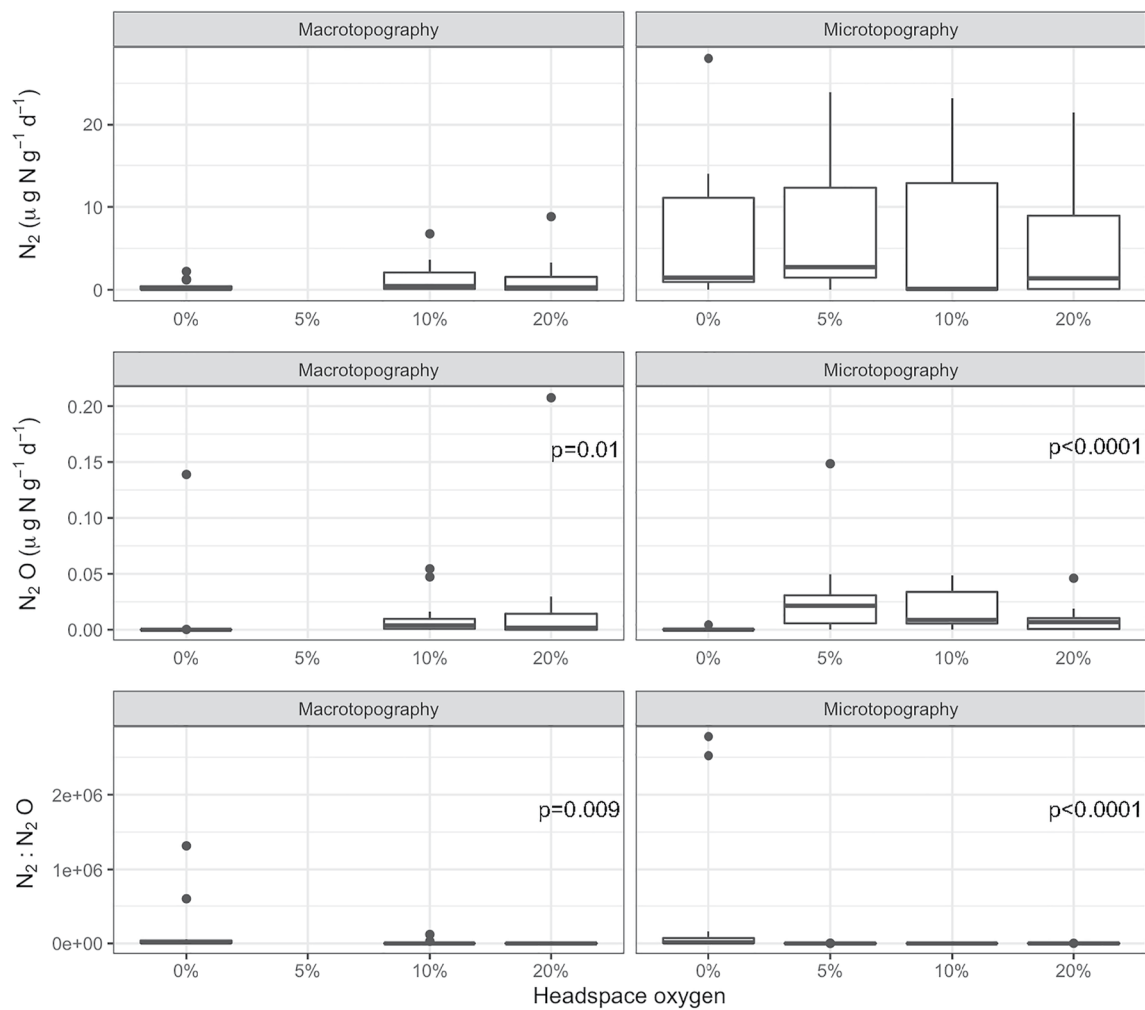 Macrotopography Microtopography
N₂ (μ g N g⁻¹ d⁻¹)
20
10
0
0% 5% 10% 20% 0% 5% 10% 20%
Macrotopography Microtopography
N₂ O (μ g N g⁻¹ d⁻¹)
0.20
p=0.01 p<0.0001
0.15
0.10
0.05
0.00
0% 5% 10% 20% 0% 5% 10% 20%
Macrotopography Microtopography
N₂ : N₂ O
2e+06
p=0.009 p<0.0001
1e+06
0e+00
0% 5% 10% 20% 0% 5% 10% 20%
Headspace oxygen